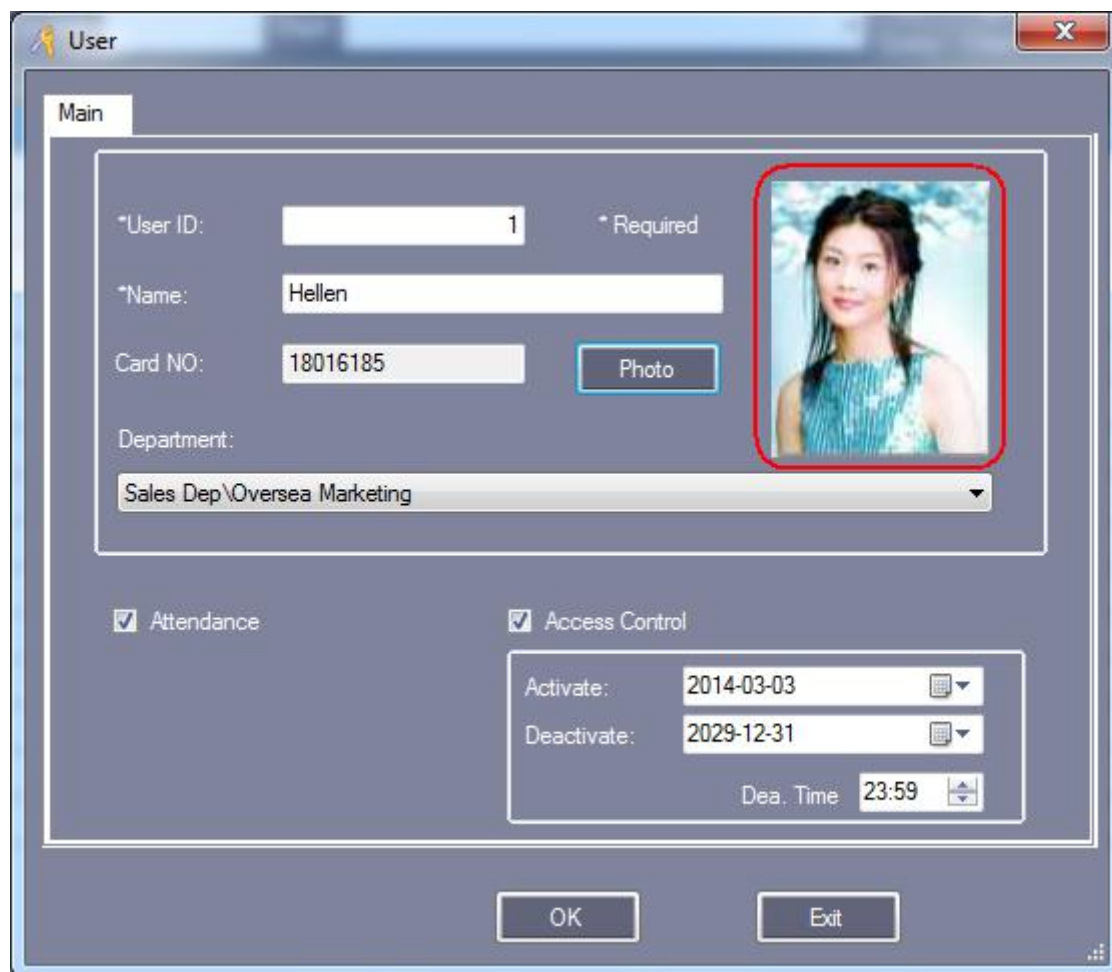 User
Main
*User ID: 1 * Required
*Name: Hellen
Card NO: 18016185 Photo
Department:
Sales Dep\Oversea Marketing
Attendance Access Control
Activate: 2014-03-03
Deactivate: 2029-12-31
Dea. Time 23:59
OK Exit